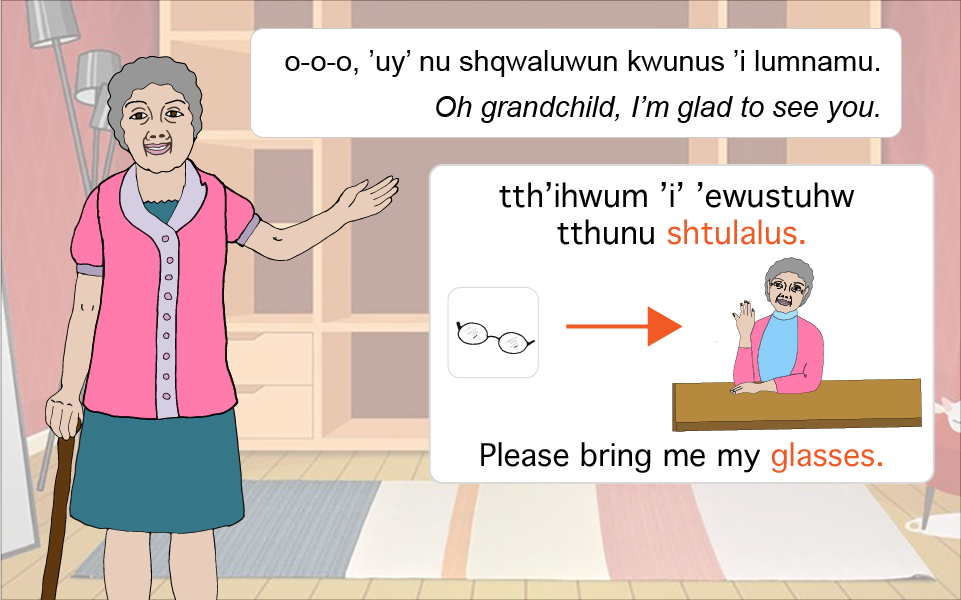 o-o-o, ’uy’ nu shqwaluwun kwunus ’i lumnamu.
Oh grandchild, I’m glad to see you.
tth’ihwum ’i’ ’ewustuhw
tthunu shtulalus.
Please bring me my glasses.